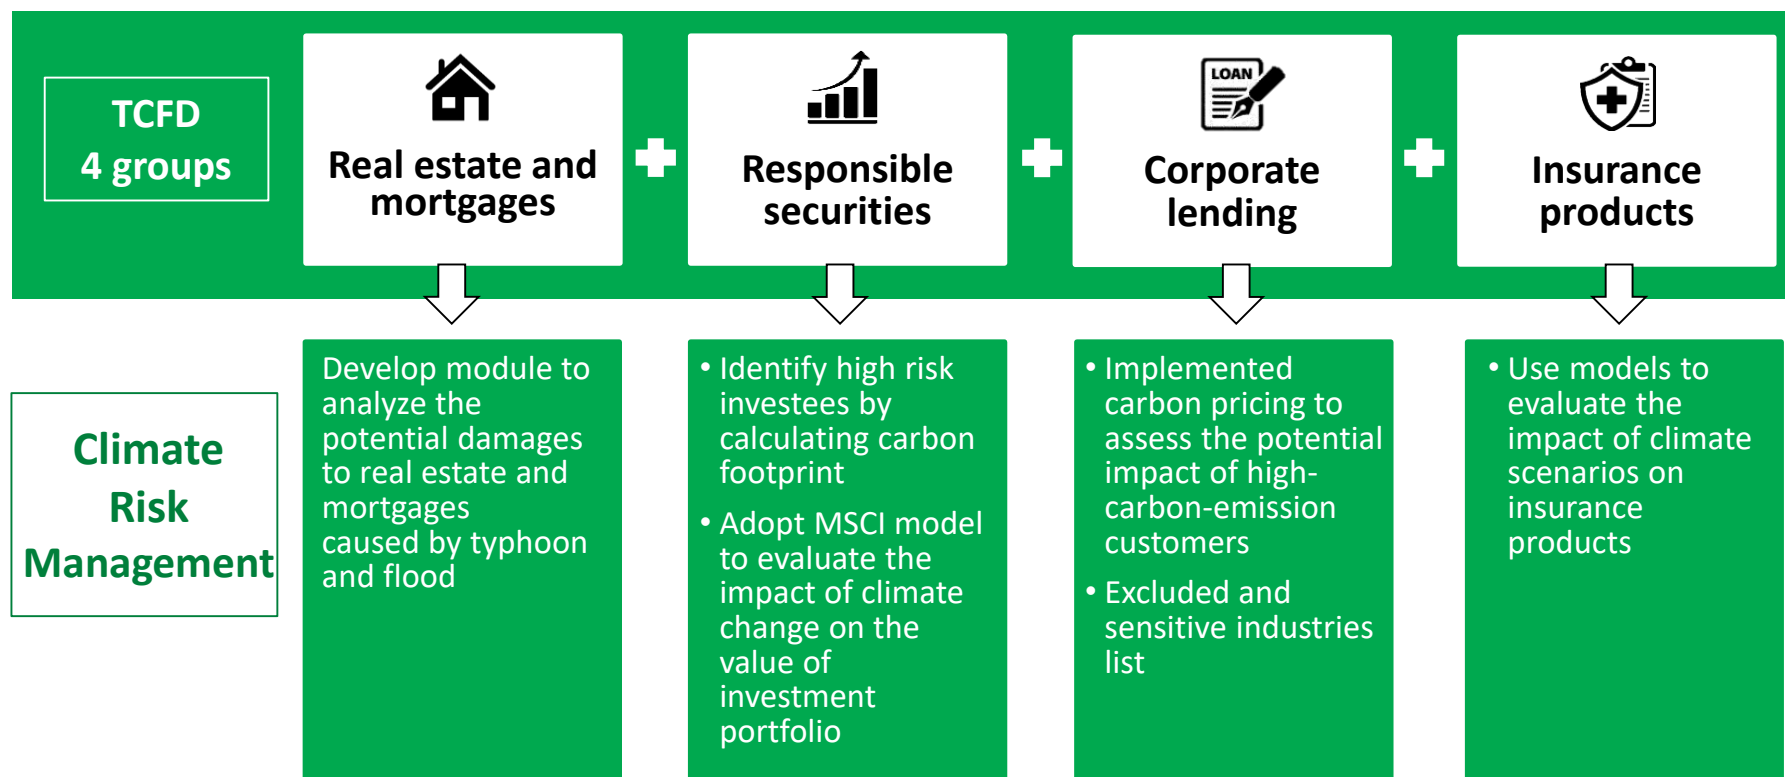 TCFD
4 groups
Real estate and
mortgages
Responsible
securities
LOAN
Corporate
lending
Insurance
products
Climate
Risk
Management
Develop module to
analyze the
potential damages
to real estate and
mortgages
caused by typhoon
and flood
• Identify high risk
investees by
calculating carbon
footprint
• Adopt MSCI model
to evaluate the
impact of climate
change on the
value of
investment
portfolio
• Implemented
carbon pricing to
assess the potential
impact of high-
carbon-emission
customers
• Excluded and
sensitive industries
list
• Use models to
evaluate the
impact of climate
scenarios on
insurance
products